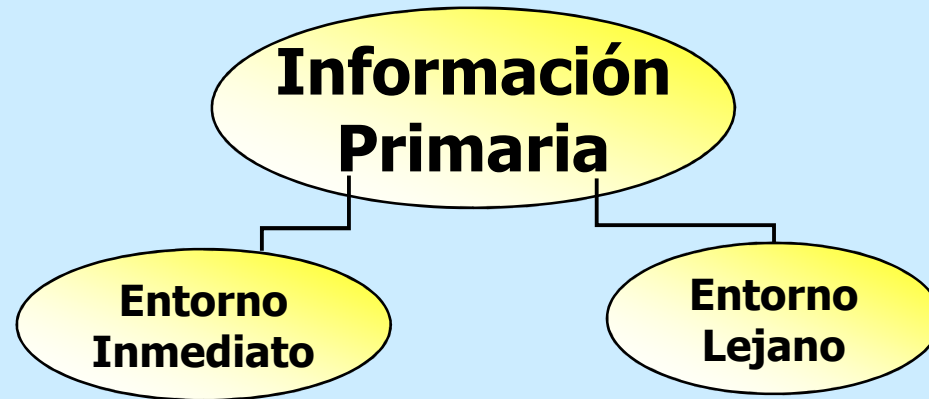 Información
Primaria
Entorno
Inmediato
Entorno
Lejano